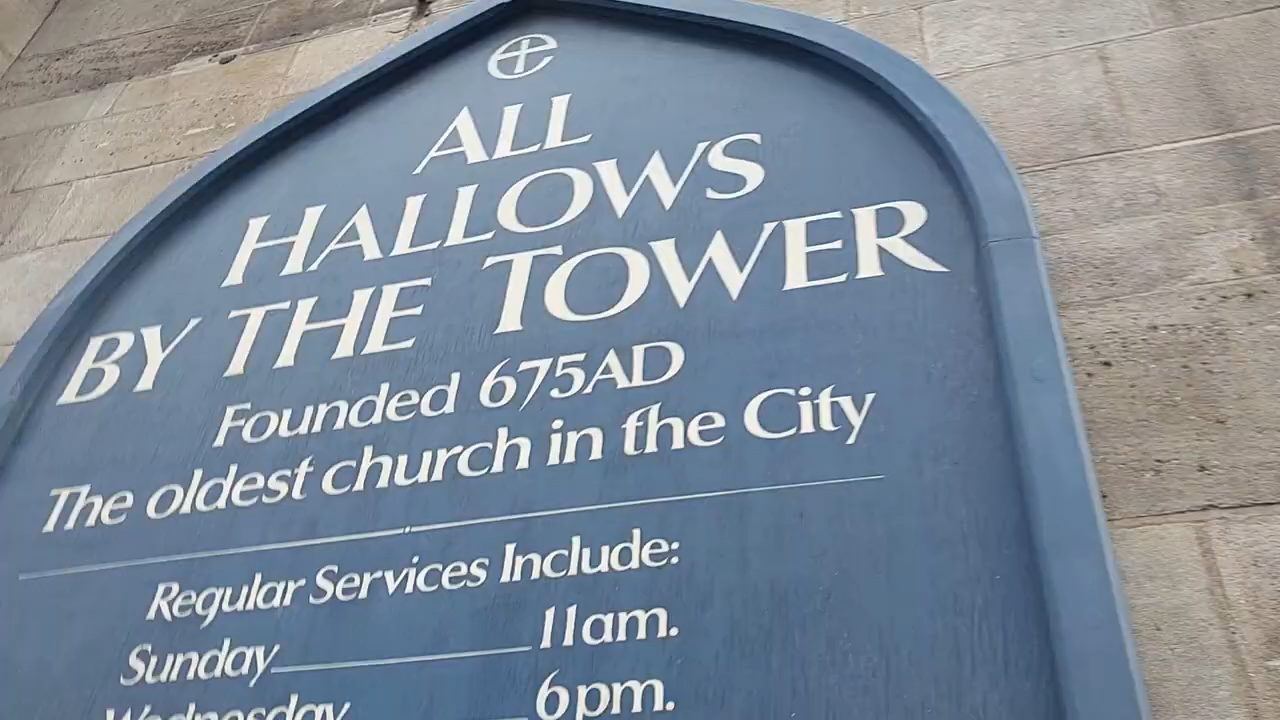 ALL
HALLOWS
BY THE TOWER
Founded 675AD
The oldest church in the City
Regular Services Include:
Sunday 11am.
Wednesday 6pm.